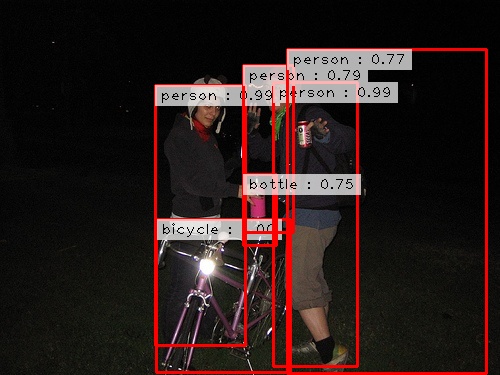 person : 0.77
person : 0.79
person : 0.99
person : 0.99
bottle : 0.75
bicycle :